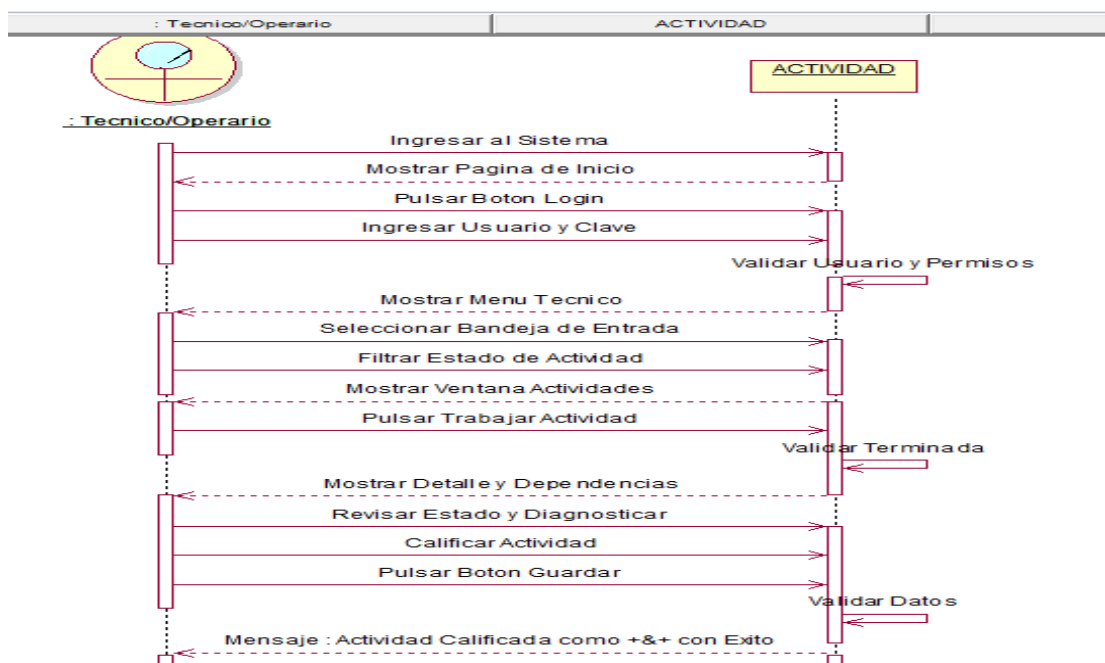 : Tecnico/Operario
ACTIVIDAD
ACTIVIDAD
: Tecnico/Operario
Ingresar al Sistema
Mostrar Pagina de Inicio
Pulsar Boton Login
Ingresar Usuario y Clave
Validar Usuario y Permisos
Mostrar Menu Tecnico
Seleccionar Bandeja de Entrada
Filtrar Estado de Actividad
Mostrar Ventana Actividades
Pulsar Trabajar Actividad
Validar Terminada
Mostrar Detalle y Dependencias
Revisar Estado y Diagnosticar
Calificar Actividad
Pulsar Boton Guardar
Validar Datos
Mensaje : Actividad Calificada como +&+ con Exito